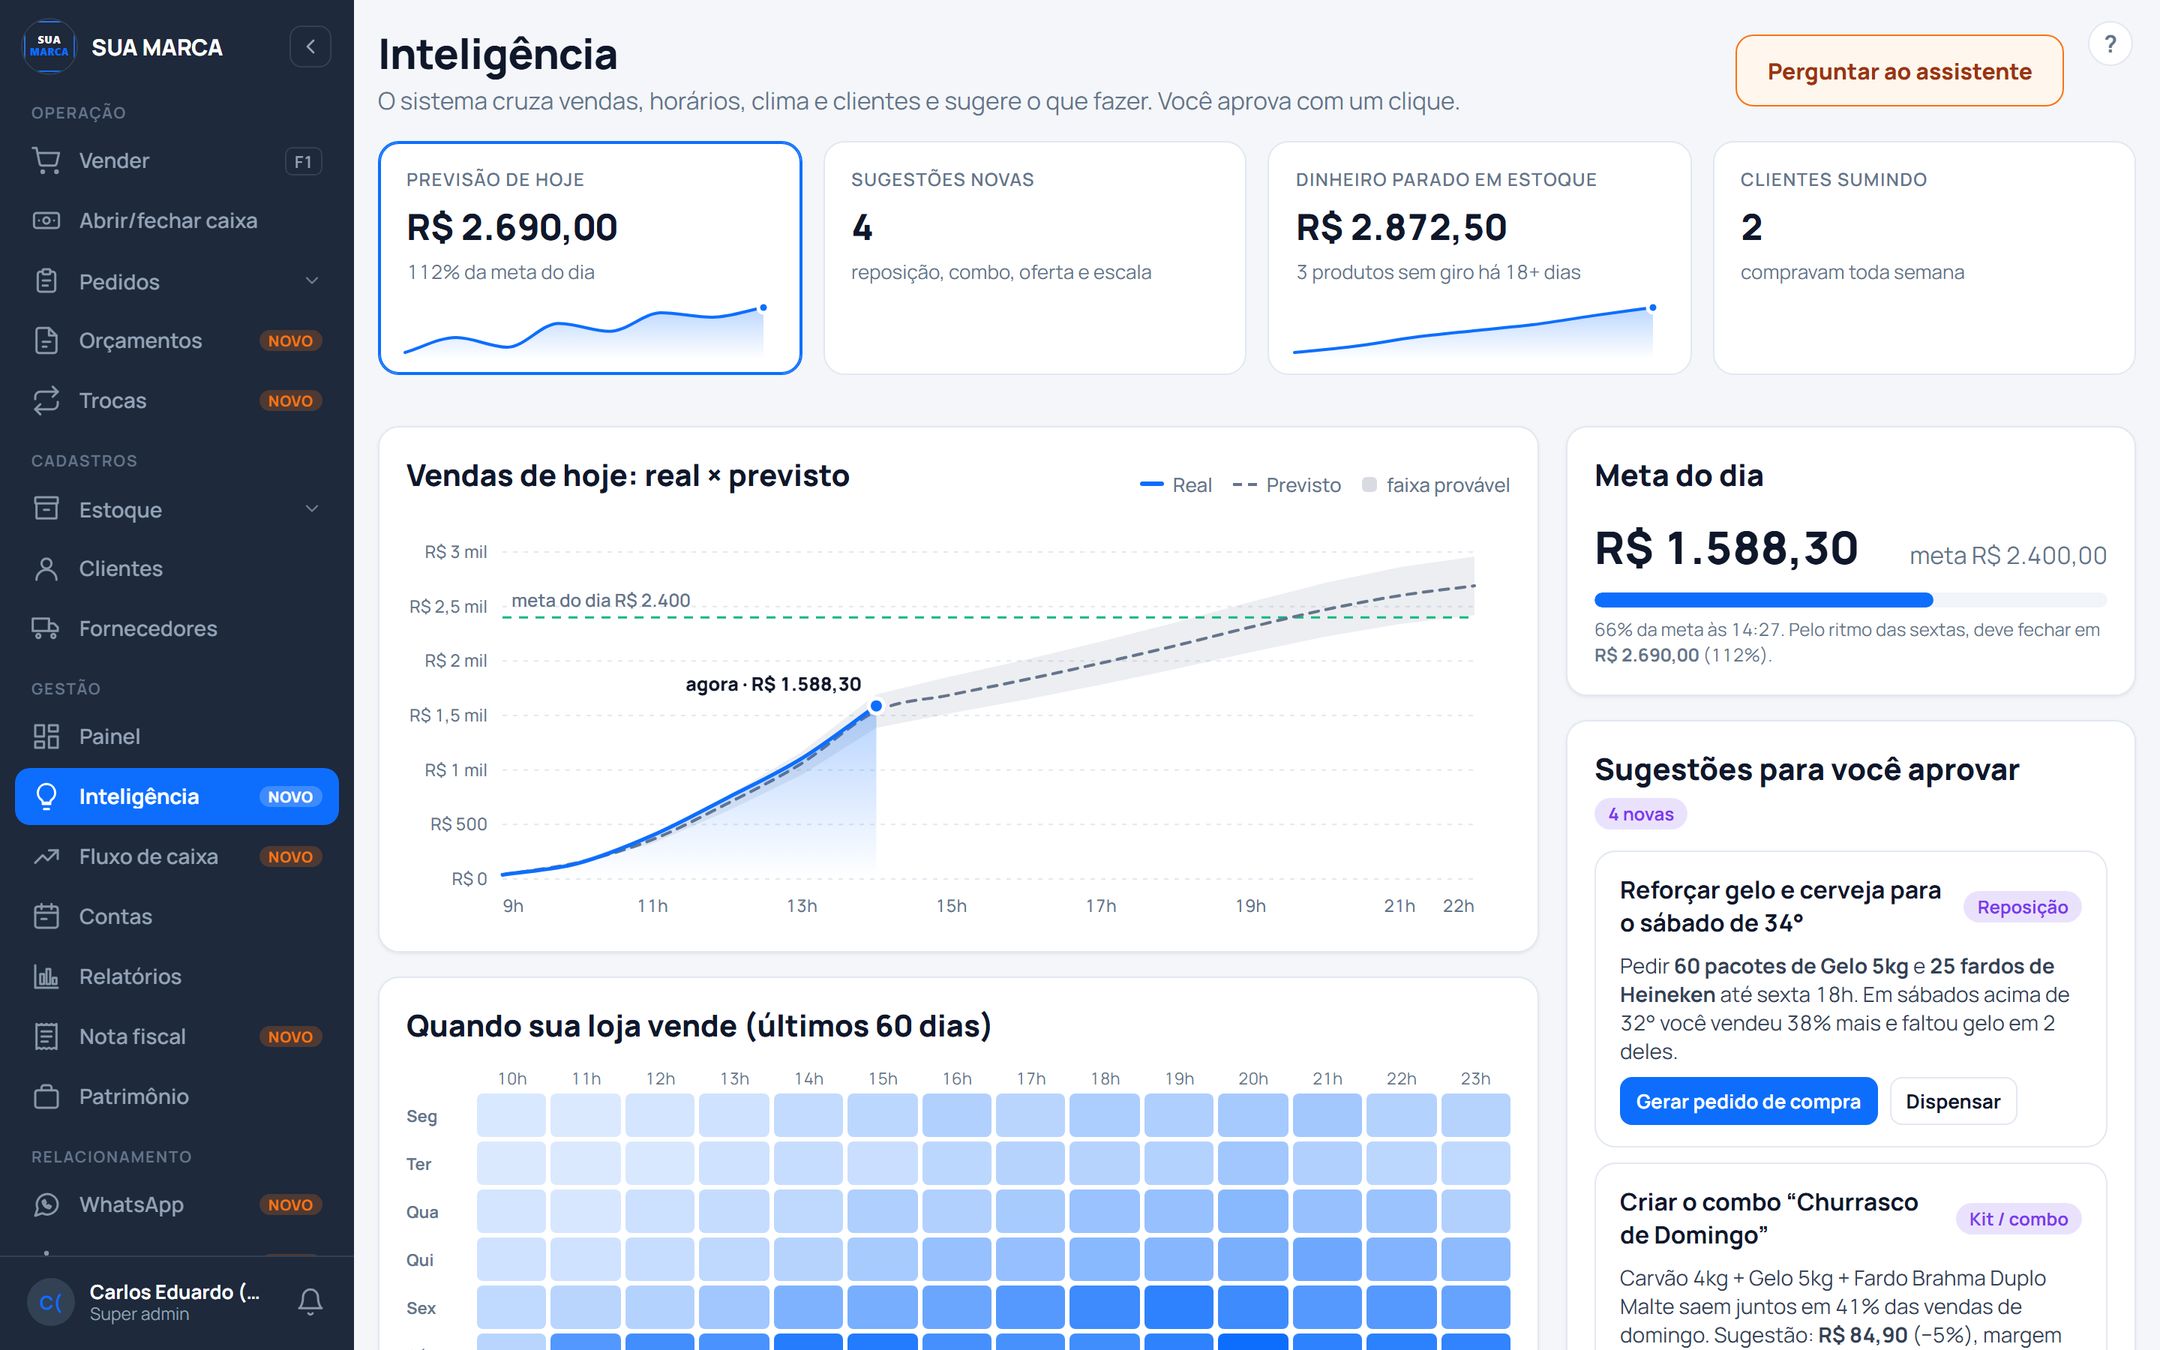 SUA
MARCA
SUA MARCA
OPERAÇÃO
Vender F1
Abrir/fechar caixa
Pedidos
Orçamentos NOVO
Trocas NOVO
CADASTROS
Estoque
Clientes
Fornecedores
GESTÃO
Painel
Inteligência NOVO
Fluxo de caixa NOVO
Contas
Relatórios
Nota fiscal NOVO
Patrimônio
RELACIONAMENTO
WhatsApp NOVO
C(
Carlos Eduardo (...
Super admin
Inteligência
O sistema cruza vendas, horários, clima e clientes e sugere o que fazer. Você aprova com um clique.
Perguntar ao assistente
?
PREVISÃO DE HOJE
R$ 2.690,00
112% da meta do dia
SUGESTÕES NOVAS
4
reposição, combo, oferta e escala
DINHEIRO PARADO EM ESTOQUE
R$ 2.872,50
3 produtos sem giro há 18+ dias
CLIENTES SUMINDO
2
compravam toda semana
Vendas de hoje: real × previsto
Real Previsto faixa provável
R$ 3 mil
R$ 2,5 mil
R$ 2 mil
R$ 1,5 mil
R$ 1 mil
R$ 500
R$ 0
meta do dia R$ 2.400
agora · R$ 1.588,30
9h 11h 13h 15h 17h 19h 21h 22h
Quando sua loja vende (últimos 60 dias)
10h 11h 12h 13h 14h 15h 16h 17h 18h 19h 20h 21h 22h 23h
Seg
Ter
Qua
Qui
Sex
Meta do dia
R$ 1.588,30 meta R$ 2.400,00
66% da meta às 14:27. Pelo ritmo das sextas, deve fechar em
R$ 2.690,00 (112%).
Sugestões para você aprovar
4 novas
Reforçar gelo e cerveja para
o sábado de 34°
Reposição
Pedir 60 pacotes de Gelo 5kg e 25 fardos de
Heineken até sexta 18h. Em sábados acima de
32° você vendeu 38% mais e faltou gelo em 2
deles.
Gerar pedido de compra Dispensar
Criar o combo “Churrasco
de Domingo”
Kit / combo
Carvão 4kg + Gelo 5kg + Fardo Brahma Duplo
Malte saem juntos em 41% das vendas de
domingo. Sugestão: R$ 84,90 (−5%), margem